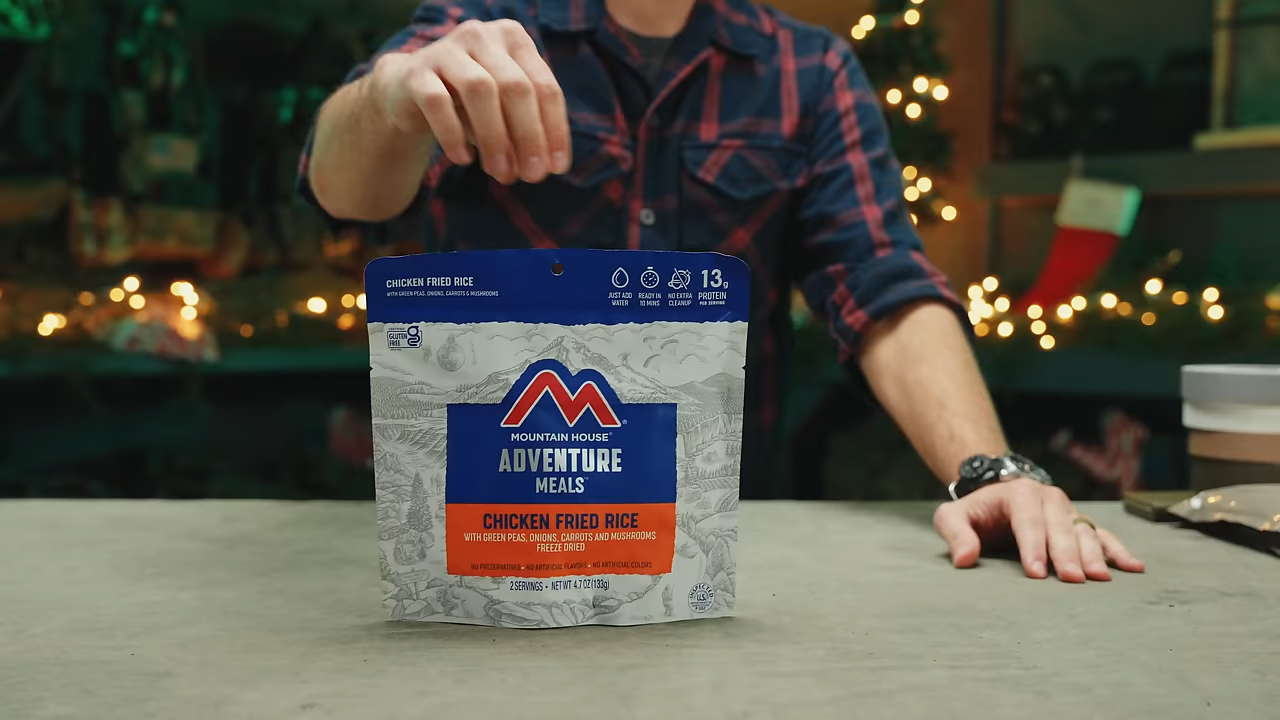 CHICKEN FRIED RICE
WITH GREEN PEAS, ONIONS, CARROTS & MUSHROOMS
JUST ADD WATER
READY IN 10 MINS
NO EXTRA CLEANUP
13g PROTEIN PER SERVING
GLUTEN FREE
MOUNTAIN HOUSE®
ADVENTURE
MEALS™
CHICKEN FRIED RICE
WITH GREEN PEAS, ONIONS, CARROTS AND MUSHROOMS
FREEZE DRIED
NO PRESERVATIVES • NO ARTIFICIAL FLAVORS • NO ARTIFICIAL COLORS
2 SERVINGS • NET WT 4.7 OZ (133g)
INSPECTED
U.S.